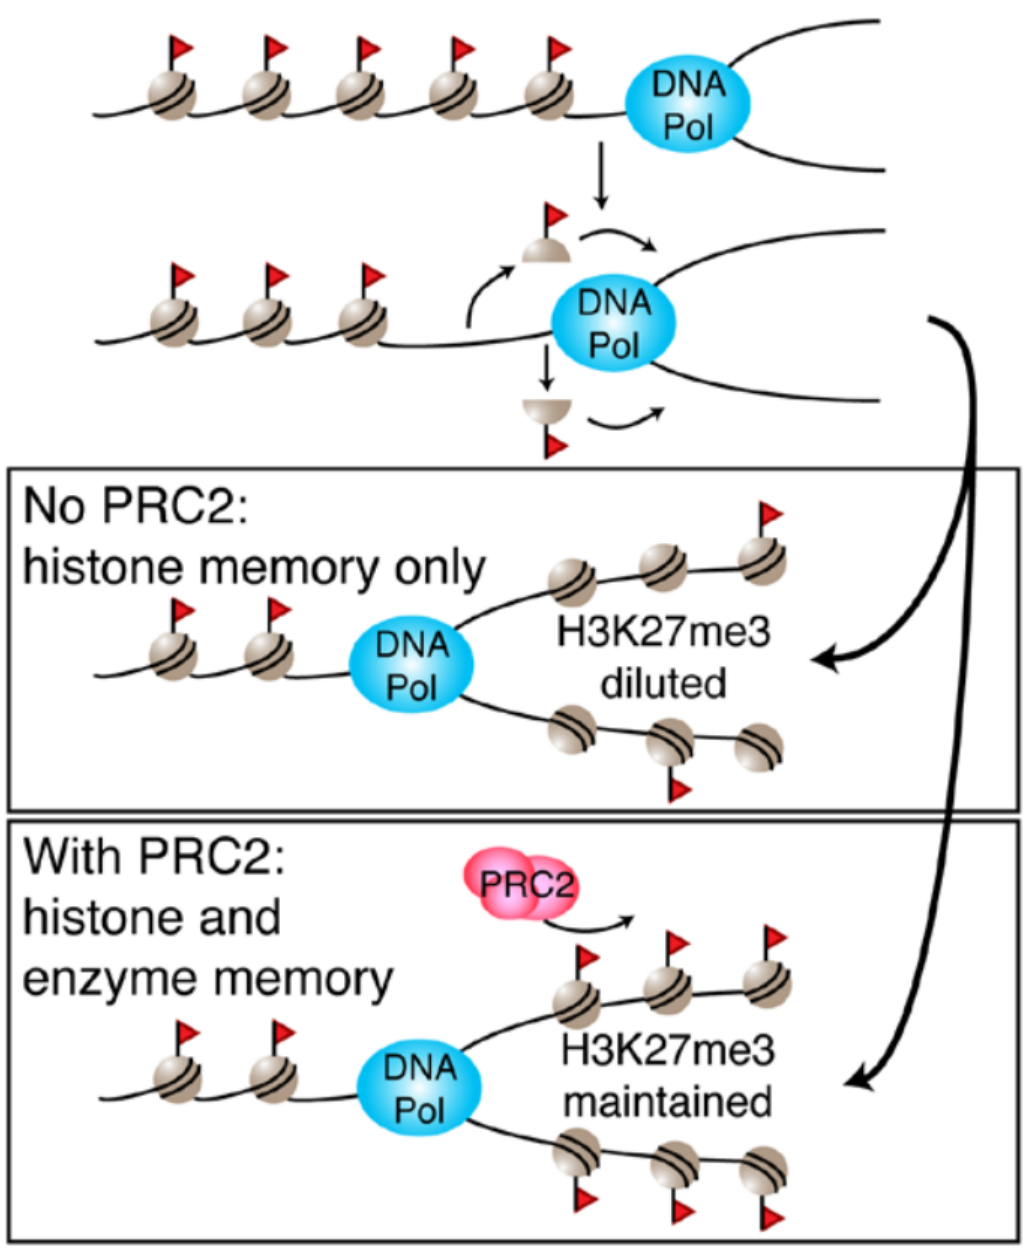 DNA
Pol
DNA
Pol
No PRC2:
histone memory only
DNA
Pol
H3K27me3
diluted
With PRC2:
histone and
enzyme memory
PRC2
DNA
Pol
H3K27me3
maintained